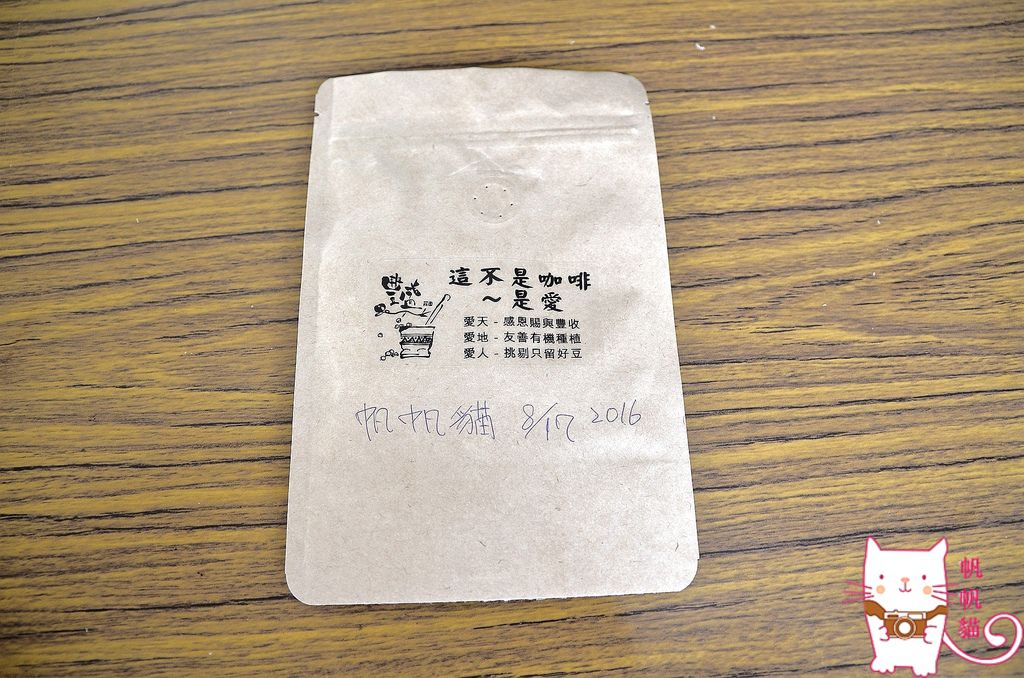 豐盛
這不是咖啡
～是愛
愛天 - 感恩賜與豐收
愛地 - 友善有機種植
愛人 - 挑剔只留好豆
帆帆貓 8/17 2016
帆帆貓